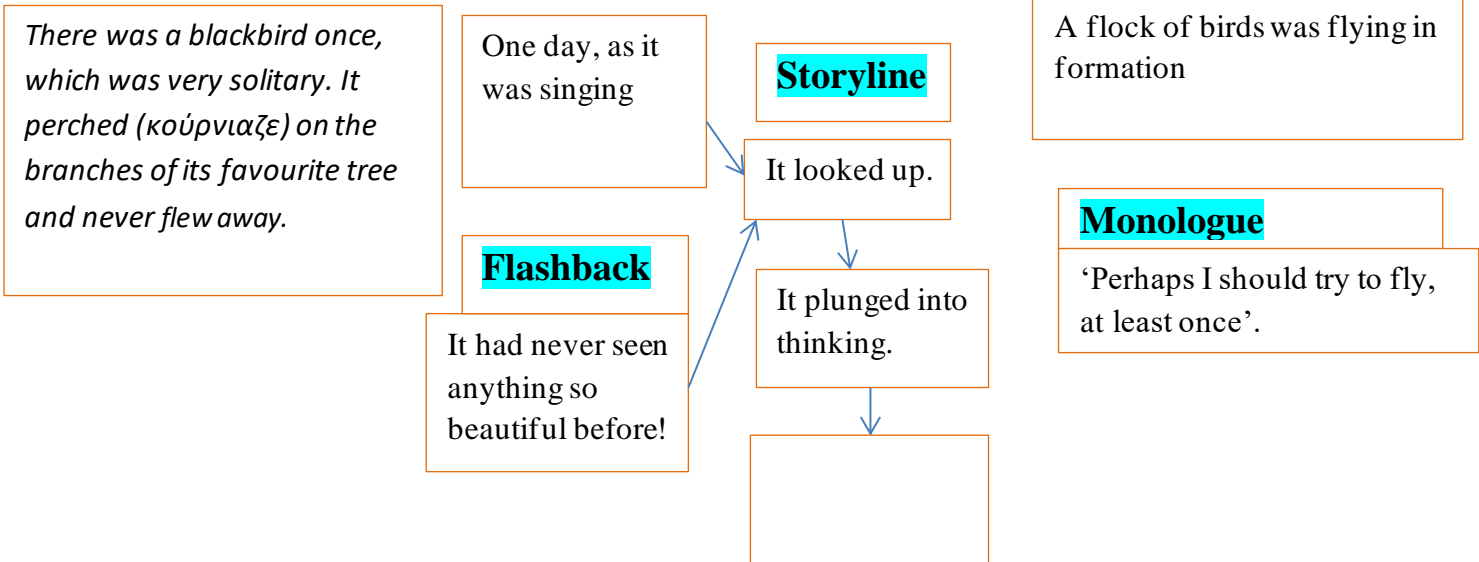 There was a blackbird once,
which was very solitary. It
perched (κούρνιαζε) on the
branches of its favourite tree
and never flew away.
One day, as it
was singing
Storyline
It looked up.
A flock of birds was flying in
formation
Flashback
It had never seen
anything so
beautiful before!
It plunged into
thinking.
Monologue
‘Perhaps I should try to fly,
at least once’.